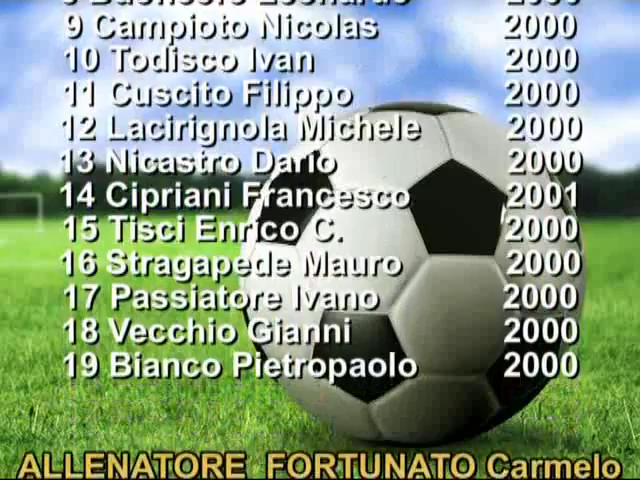 9 Campioto Nicolas 2000
10 Todisco Ivan 2000
11 Cuscito Filippo 2000
12 Lacirignola Michele 2000
13 Nicastro Dario 2000
14 Cipriani Francesco 2001
15 Tisci Enrico C. 2000
16 Stragapede Mauro 2000
17 Passiatore Ivano 2000
18 Vecchio Gianni 2000
19 Bianco Pietropaolo 2000
ALLENATORE FORTUNATO Carmelo